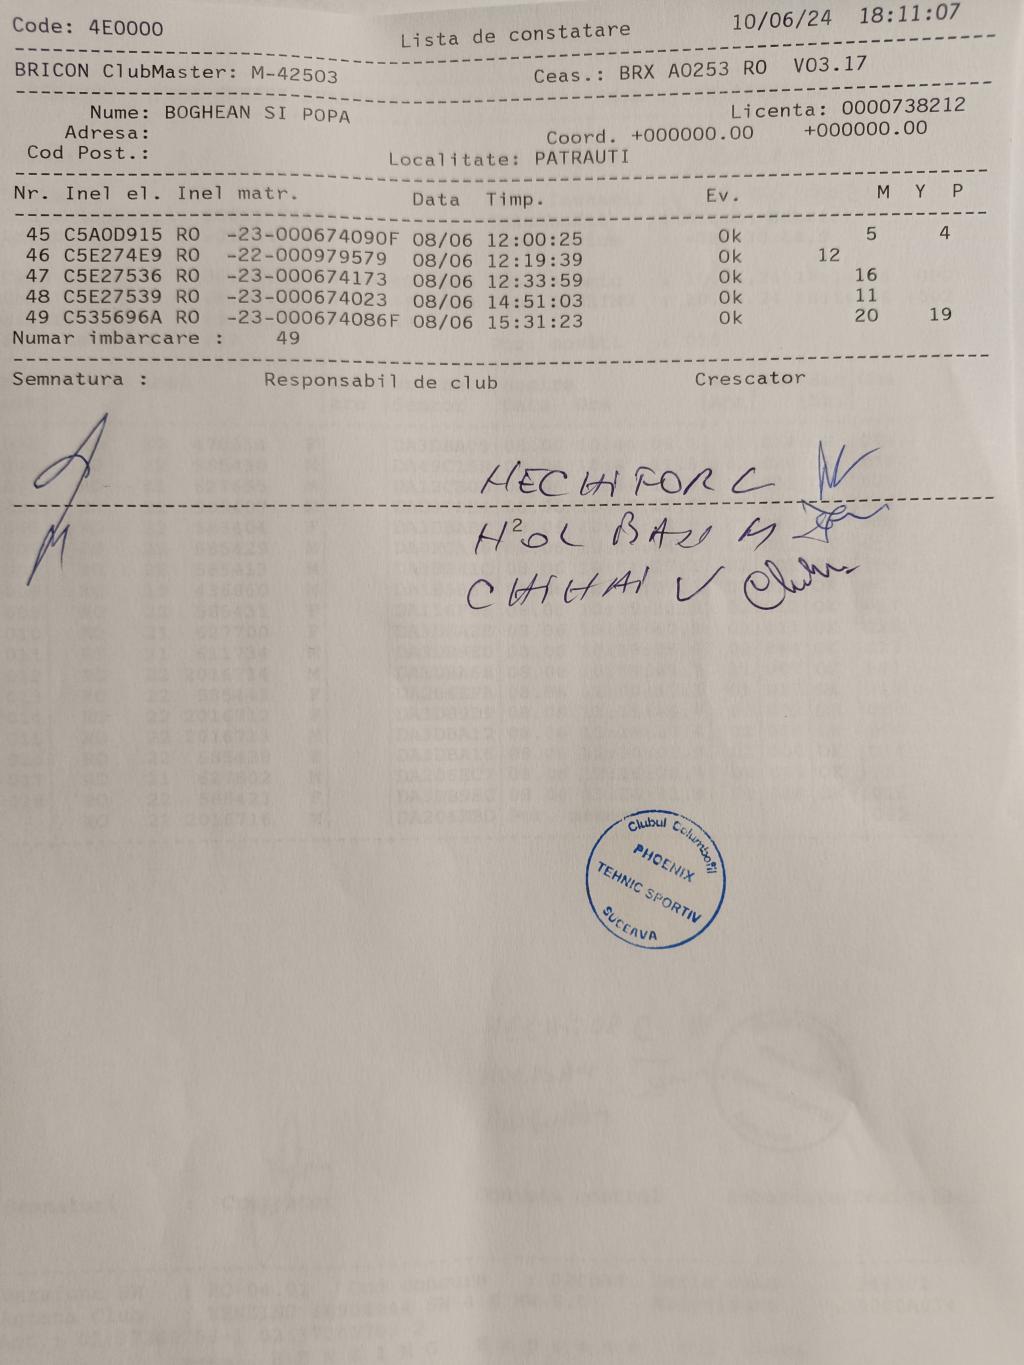 Code: 4E0000 Lista de constatare 10/06/24 18:11:07
BRICON ClubMaster: M-42503 Ceas.: BRX A0253 RO V03.17
Nume: BOGHEAN SI POPA Licenta: 0000738212
Adresa: Coord. +000000.00 +000000.00
Cod Post.: Localitate: PATRAUTI
Nr. Inel el. Inel matr. Data Timp. Ev. M Y P
45 C5A0D915 RO -23-000674090F 08/06 12:00:25 Ok 5 4
46 C5E274E9 RO -22-000979579 08/06 12:19:39 Ok 12
47 C5E27536 RO -23-000674173 08/06 12:33:59 Ok 16
48 C5E27539 RO -23-000674023 08/06 14:51:03 Ok 11
49 C535696A RO -23-000674086F 08/06 15:31:23 Ok 20 19
Numar imbarcare : 49
Semnatura : Responsabil de club Crescator
CHIHAI V
Clubul Columbofil
PHOENIX
TEHNIC SPORTIV
SUCEAVA